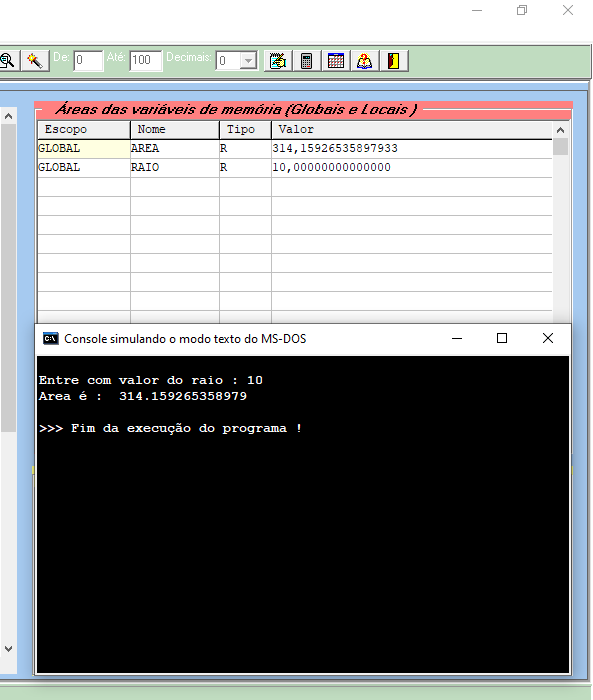 De: 0 Até: 100 Decimais: 0
Áreas das variáveis de memória (Globais e Locais )
Escopo Nome Tipo Valor
GLOBAL AREA R 314,15926535897933
GLOBAL RAIO R 10,00000000000000
C:\ Console simulando o modo texto do MS-DOS
Entre com valor do raio : 10
Area é : 314.159265358979
>>> Fim da execução do programa !